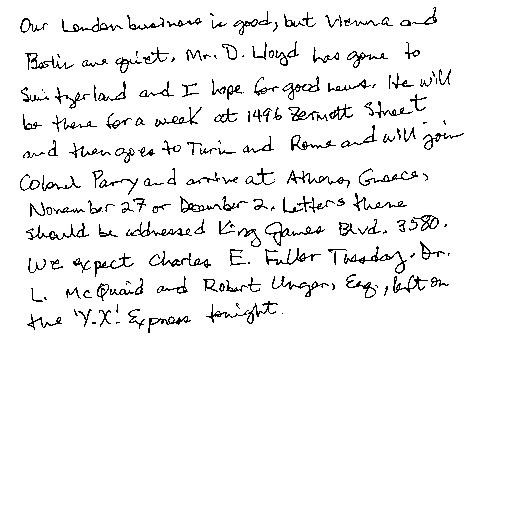 Our London business is good, but Vienna and
Berlin are quiet. Mr. D. Lloyd has gone to
Switzerland and I hope for good news. He will
be there for a week at 1496 Zermott Street
and then goes to Turin and Rome and will join
Colonel Parry and arrive at Athens, Greece,
November 27 or December 2. Letters there
should be addressed King James Blvd. 3580.
We expect Charles E. Fuller Tuesday. Dr.
L. McQuaid and Robert Unger, Esq., left on
the 'Y.X.' Express tonight.